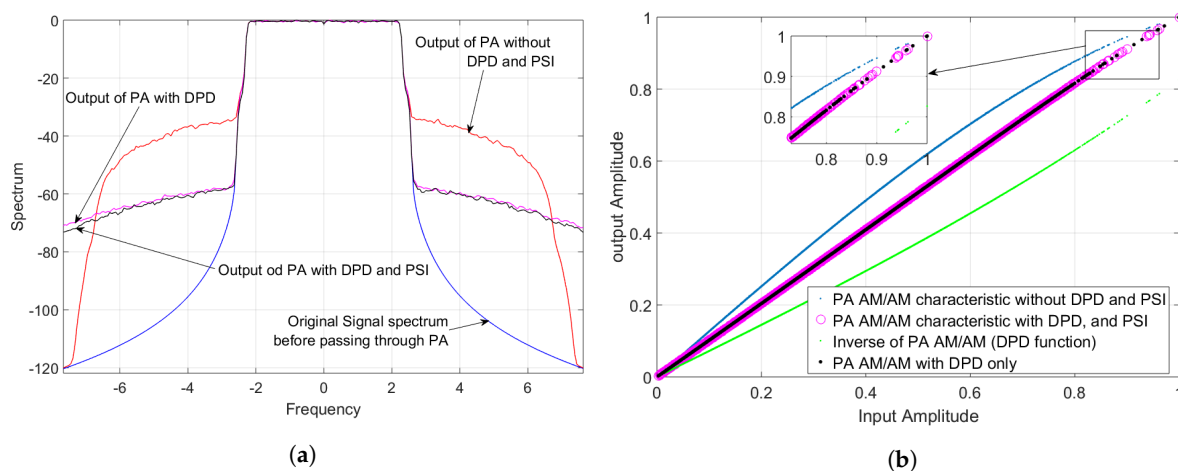 0
-20
-40
-60
-80
-100
-120
Spectrum
Output of PA without
DPD and PSI
Output of PA with DPD
Output od PA with DPD and PSI
Original Signal spectrum
before passing through PA
-6
-4
-2
0
2
4
6
Frequency
(a)
1
0.8
0.6
0.4
0.2
0
output Amplitude
1
0.9
0.8
0.8
0.9
1
PA AM/AM characteristic without DPD and PSI
PA AM/AM characteristic with DPD, and PSI
Inverse of PA AM/AM (DPD function)
PA AM/AM with DPD only
0
0.2
0.4
0.6
0.8
1
Input Amplitude
(b)